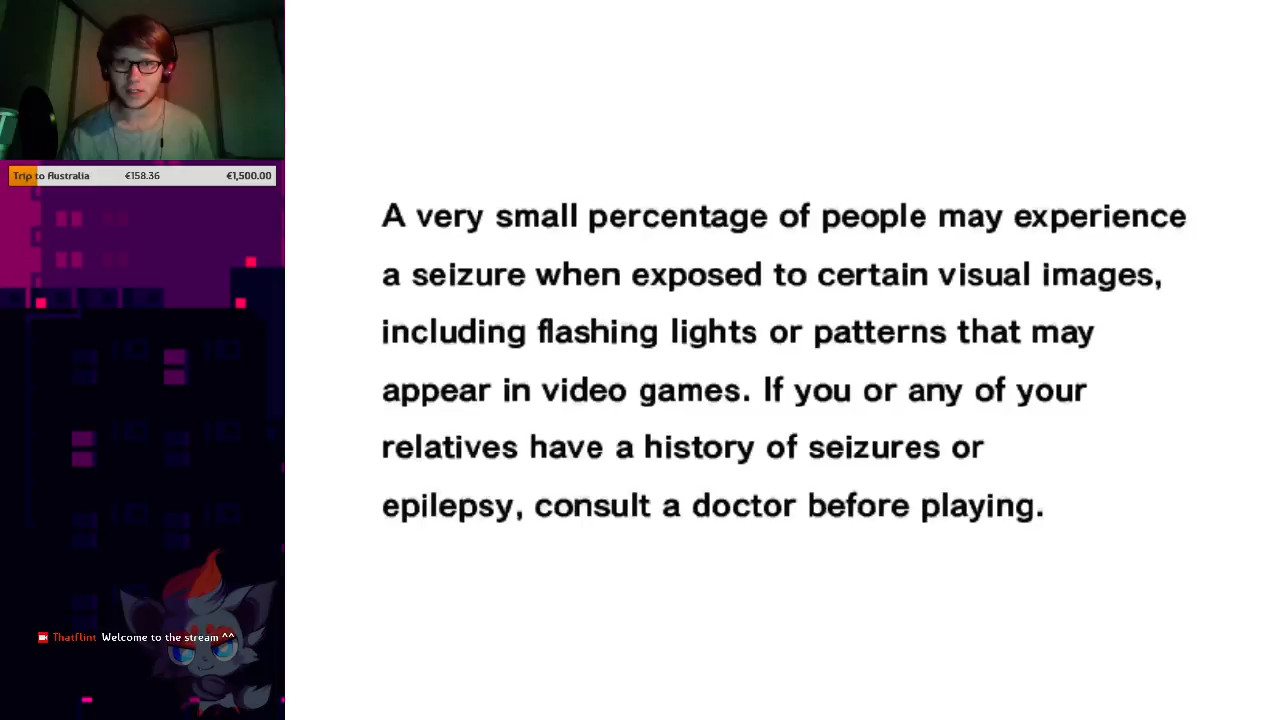 Trip to Australia €158.36 €1,500.00
A very small percentage of people may experience
a seizure when exposed to certain visual images,
including flashing lights or patterns that may
appear in video games. If you or any of your
relatives have a history of seizures or
epilepsy, consult a doctor before playing.
Thatflint Welcome to the stream ^^